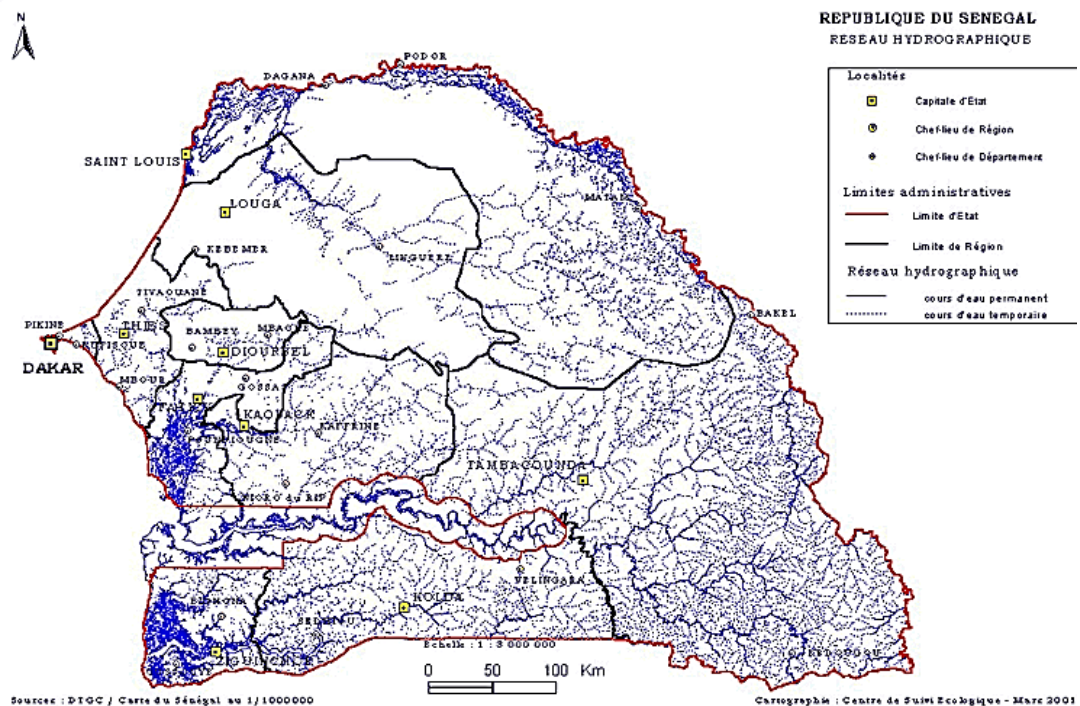 N
REPUBLIQUE DU SENEGAL
RESEAU HYDROGRAPHIQUE
Localités
Capitale d'Etat
Chef-lieu de Région
Chef-lieu de Département
Limites administratives
Limite d'Etat
Limite de Région
Réseau hydrographique
cours d'eau permanent
cours d'eau temporaire
PODOR
DAGANA
SAINT LOUIS
LOUGA
MATAM
KEBEMER
LINGUERE
TIVAOUANE
BAKEL
PIKINE
THIES
BAMBEY
MBACKE
RUFISQUE
DIOURBEL
DAKAR
MBOUR
GOSSAS
KAOLACK
KAFFRINE
TAMBACOUNDA
NIORO du RIP
VELINGARA
KOLDA
ZIGUINCHOR
KEDOUGOU
Echelle : 1 : 3 000 000
0 50 100 Km
Sources : DTGC / Carte du Sénégal au 1/1000000
Cartographie : Centre de Suivi Ecologique - Mars 2001